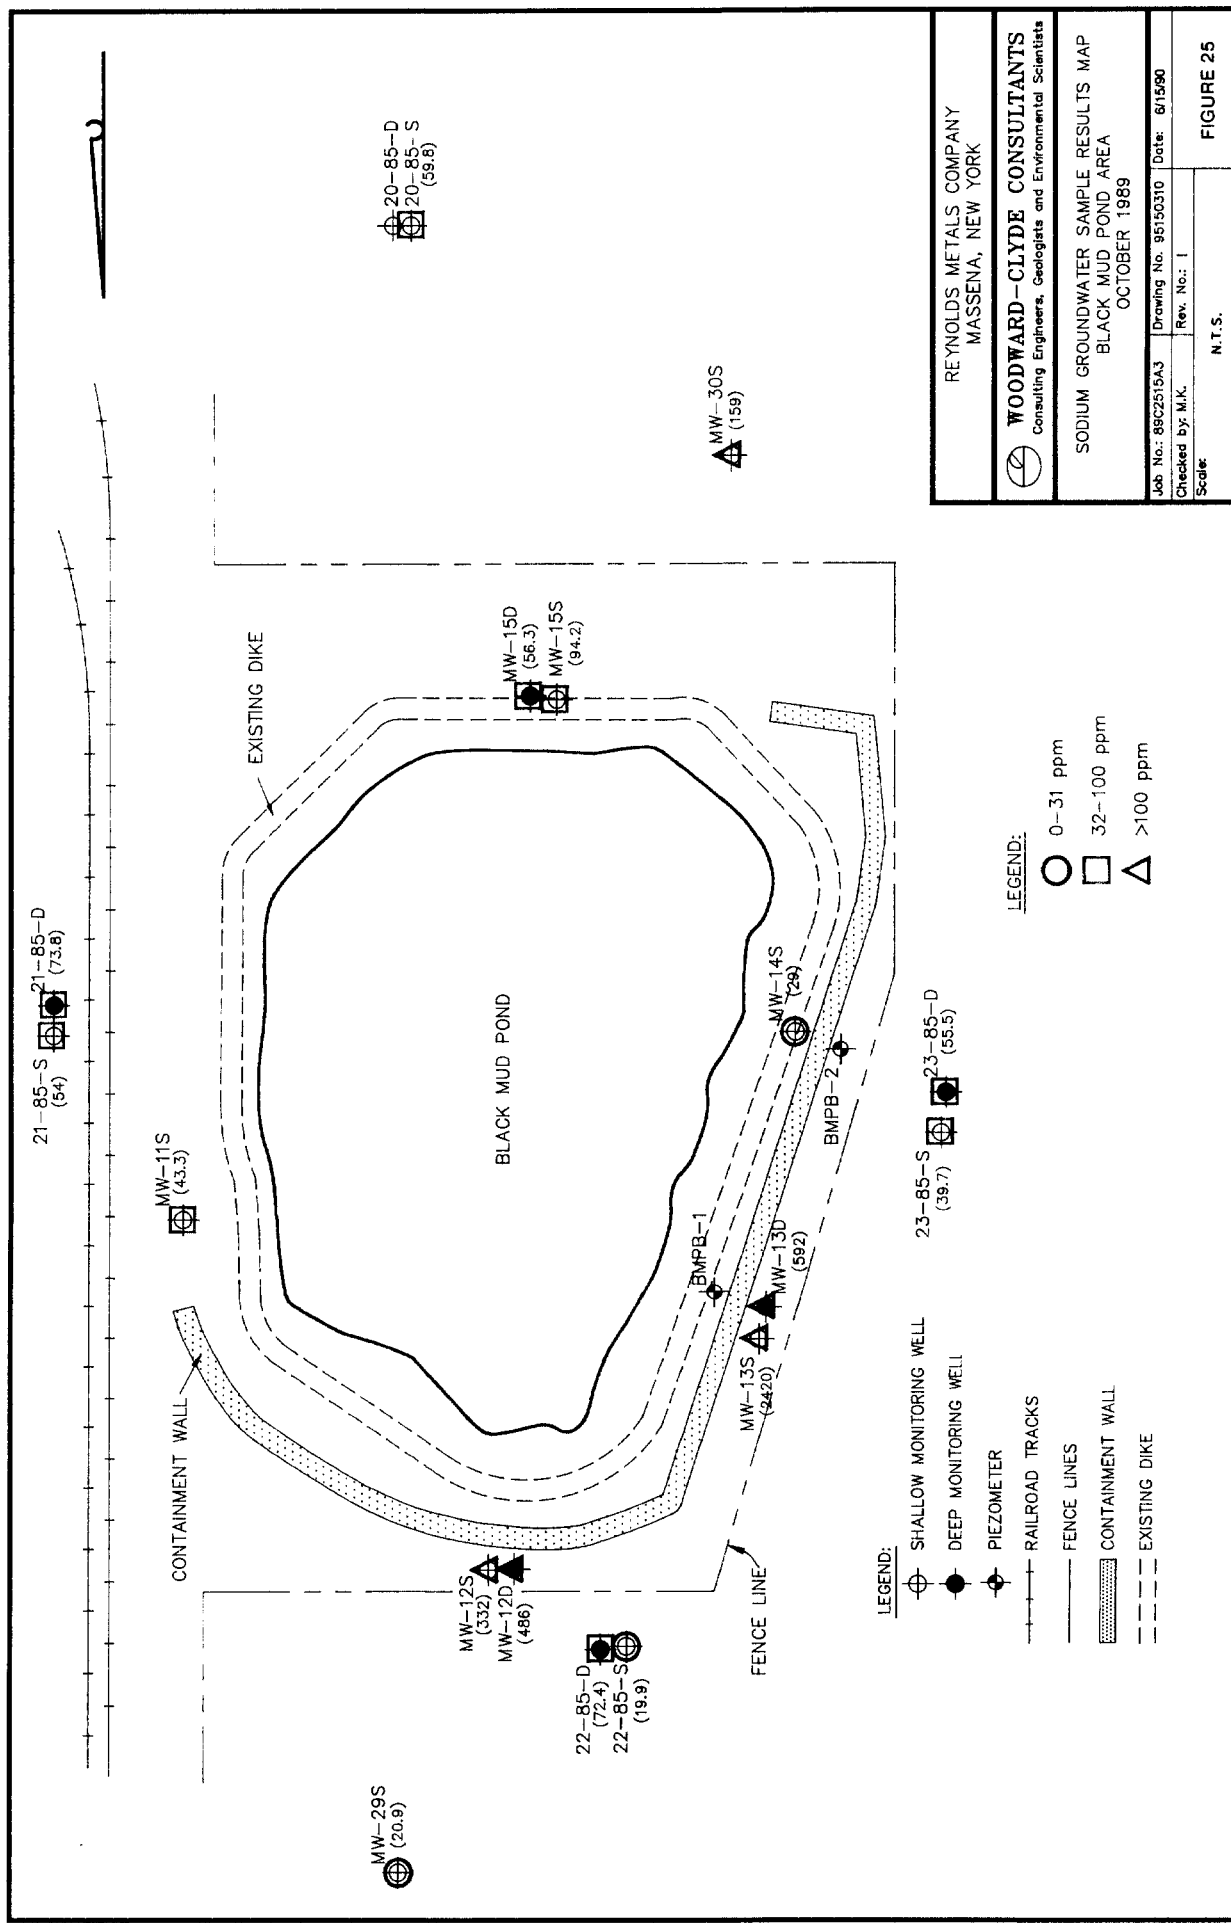 20-85-D
20-85-S
(59.8)
MW-30S
(159)
EXISTING DIKE
MW-15D
(56.3)
MW-15S
(94.2)
21-85-D
(73.8)
21-85-S
(54)
MW-11S
(43.3)
BLACK MUD POND
MW-14S
(29)
BMPB-2
23-85-D
(55.5)
23-85-S
(39.7)
BMPB-1
MW-13D
(592)
MW-13S
(2420)
CONTAINMENT WALL
MW-12S
(332)
MW-12D
(486)
FENCE LINE
22-85-D
(72.4)
22-85-S
(19.9)
MW-29S
(20.9)
LEGEND:
SHALLOW MONITORING WELL
DEEP MONITORING WELL
PIEZOMETER
RAILROAD TRACKS
FENCE LINES
CONTAINMENT WALL
EXISTING DIKE
LEGEND:
0-31 ppm
32-100 ppm
>100 ppm
REYNOLDS METALS COMPANY
MASSENA, NEW YORK
WOODWARD-CLYDE CONSULTANTS
Consulting Engineers, Geologists and Environmental Scientists
SODIUM GROUNDWATER SAMPLE RESULTS MAP
BLACK MUD POND AREA
OCTOBER 1989
Job No.: 89C2515A3 Drawing No. 95150310 Date: 6/15/90
Checked by: M.K. Rev. No.: 1
Scale: N.T.S.
FIGURE 25